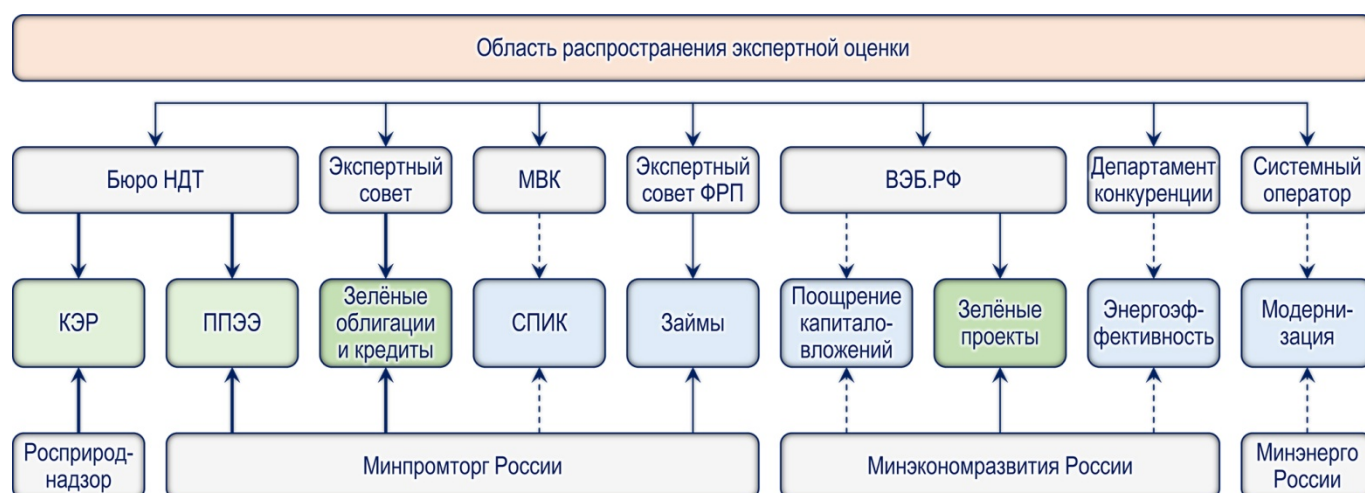 Область распространения экспертной оценки
Бюро НДТ
Экспертный
совет
МВК
Экспертный
совет ФРП
ВЭБ.РФ
Департамент
конкуренции
Системный
оператор
КЭР
ППЭЭ
Зелёные
облигации
и кредиты
СПИК
Займы
Поощрение
капитало-
вложений
Зелёные
проекты
Энергоэф-
фективность
Модерни-
зация
Росприрод-
надзор
Минпромторг России
Минэкономразвития России
Минэнерго
России